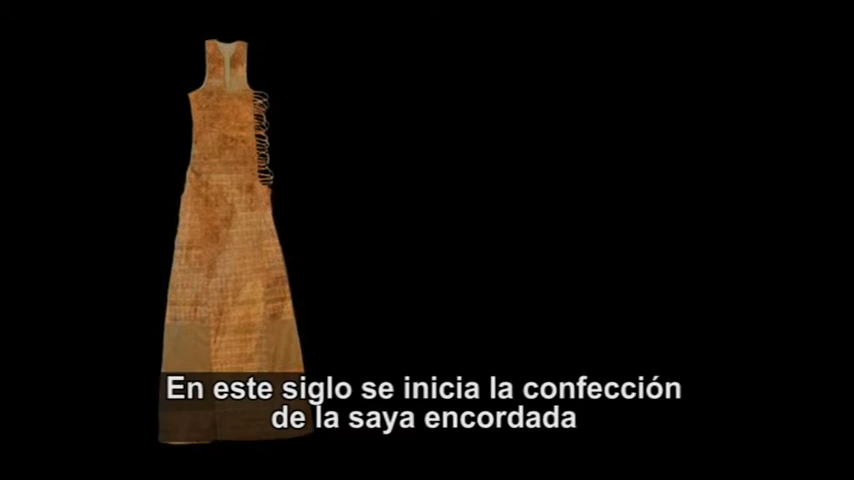 En este siglo se inicia la confección
de la saya encordada